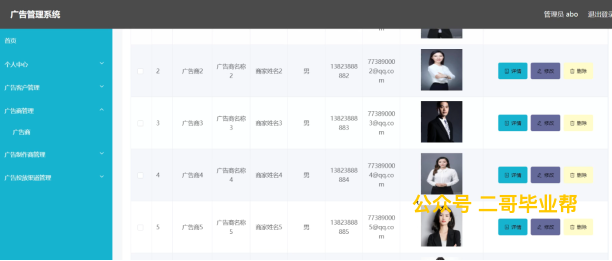 广告管理系统
管理员 abo 退出登录
首页
个人中心
广告客户管理
广告商管理
广告商
广告制作商管理
广告投放渠道管理
2 广告商2 广告商名称2 商家姓名2 男 13823888882 773890002@qq.com 详情 修改 删除
3 广告商3 广告商名称3 商家姓名3 男 13823888883 773890003@qq.com 详情 修改 删除
4 广告商4 广告商名称4 商家姓名4 男 13823888884 773890004@qq.com 详情 修改 删除
公众号 二哥毕业帮
5 广告商5 广告商名称5 商家姓名5 男 13823888885 773890005@qq.com 详情 修改 删除